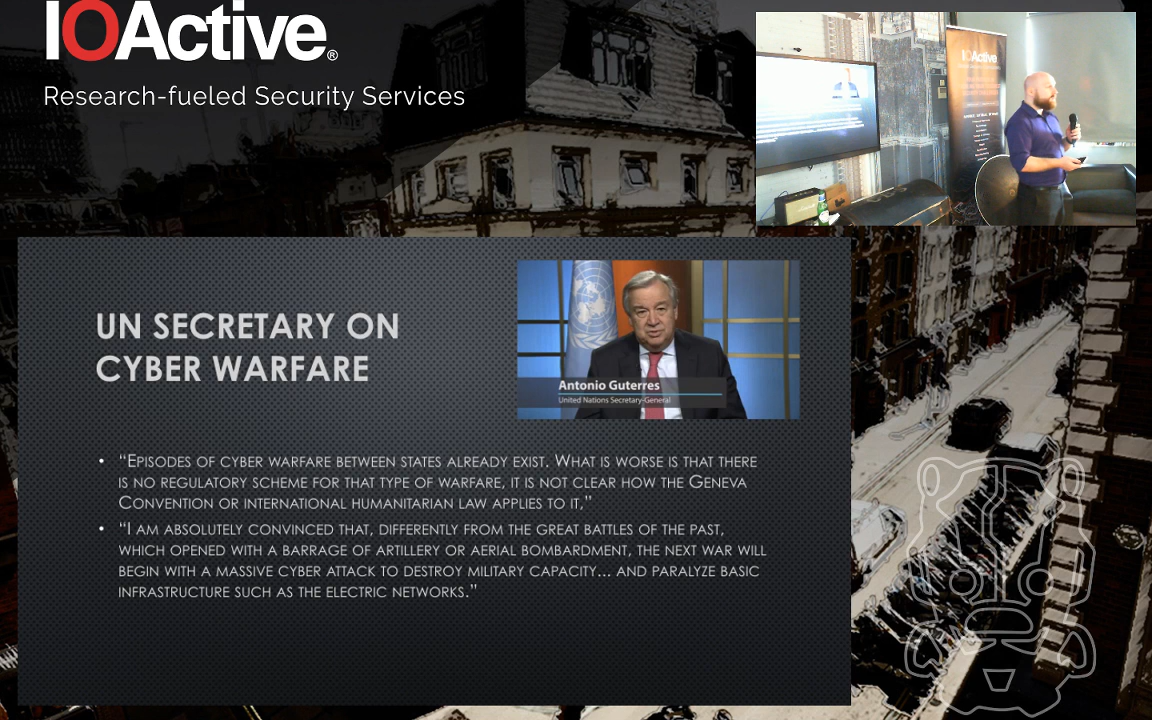 IOActive®
Research-fueled Security Services
IOActive
UN SECRETARY ON
CYBER WARFARE
Antonio Guterres
United Nations Secretary-General
• “EPISODES OF CYBER WARFARE BETWEEN STATES ALREADY EXIST. WHAT IS WORSE IS THAT THERE
IS NO REGULATORY SCHEME FOR THAT TYPE OF WARFARE, IT IS NOT CLEAR HOW THE GENEVA
CONVENTION OR INTERNATIONAL HUMANITARIAN LAW APPLIES TO IT,”
• “I AM ABSOLUTELY CONVINCED THAT, DIFFERENTLY FROM THE GREAT BATTLES OF THE PAST,
WHICH OPENED WITH A BARRAGE OF ARTILLERY OR AERIAL BOMBARDMENT, THE NEXT WAR WILL
BEGIN WITH A MASSIVE CYBER ATTACK TO DESTROY MILITARY CAPACITY... AND PARALYZE BASIC
INFRASTRUCTURE SUCH AS THE ELECTRIC NETWORKS.”